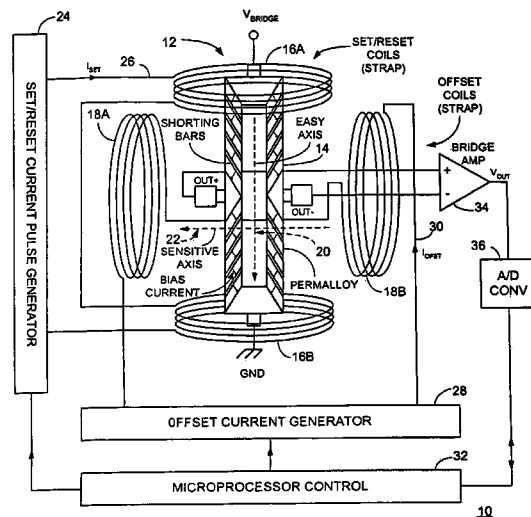 24
V_BRIDGE
12
16A
SET/RESET
COILS
(STRAP)
I_SET
26
OFFSET
COILS
(STRAP)
SET/RESET CURRENT PULSE GENERATOR
18A
SHORTING
BARS
EASY
AXIS
14
BRIDGE
AMP
V_OUT
OUT+
OUT-
+
-
34
22
SENSITIVE
AXIS
20
30
I_OFST
36
A/D
CONV
BIAS
CURRENT
PERMALLOY
18B
16B
GND
28
OFFSET CURRENT GENERATOR
32
MICROPROCESSOR CONTROL
10